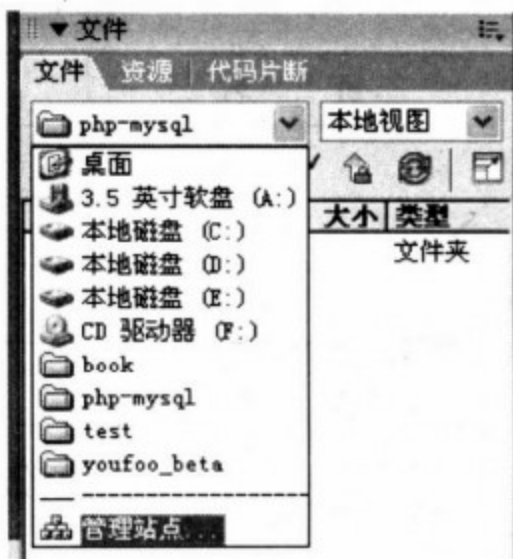 文件
文件 资源 代码片断
php-mysql 本地视图
桌面
3.5 英寸软盘 (A:)
大小 类型
本地磁盘 (C:)
文件夹
本地磁盘 (D:)
本地磁盘 (E:)
CD 驱动器 (F:)
book
php-mysql
test
youfoo_beta
管理站点...